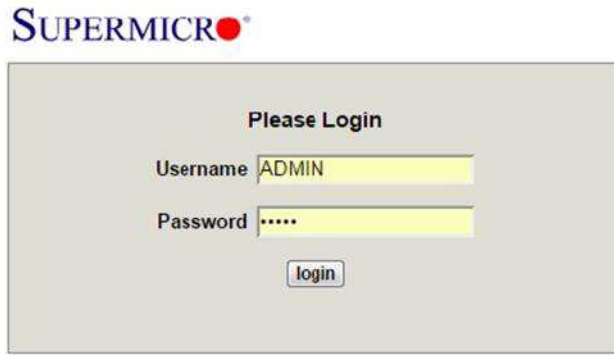 SUPERMICRO
Please Login
Username ADMIN
Password •••••
login